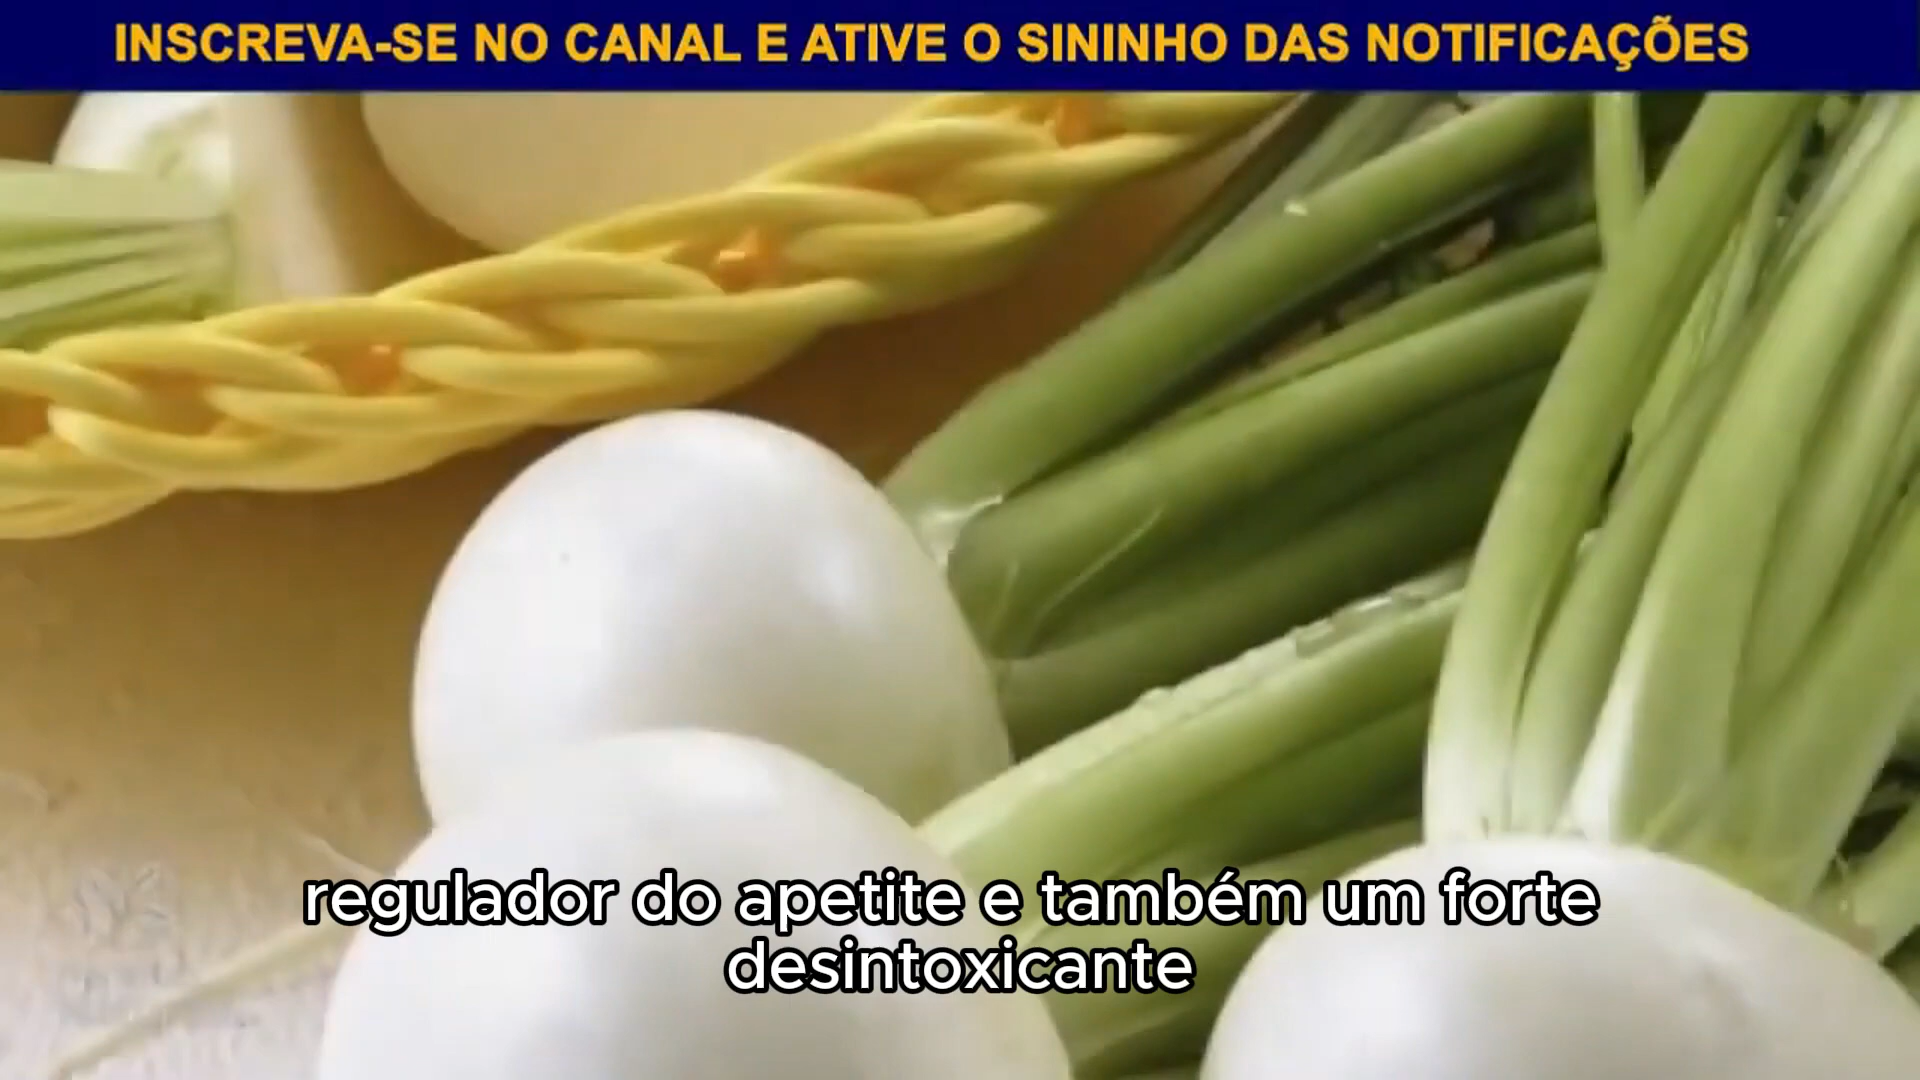 INSCREVA-SE NO CANAL E ATIVE O SININHO DAS NOTIFICAÇÕES
regulador do apetite e também um forte
desintoxicante